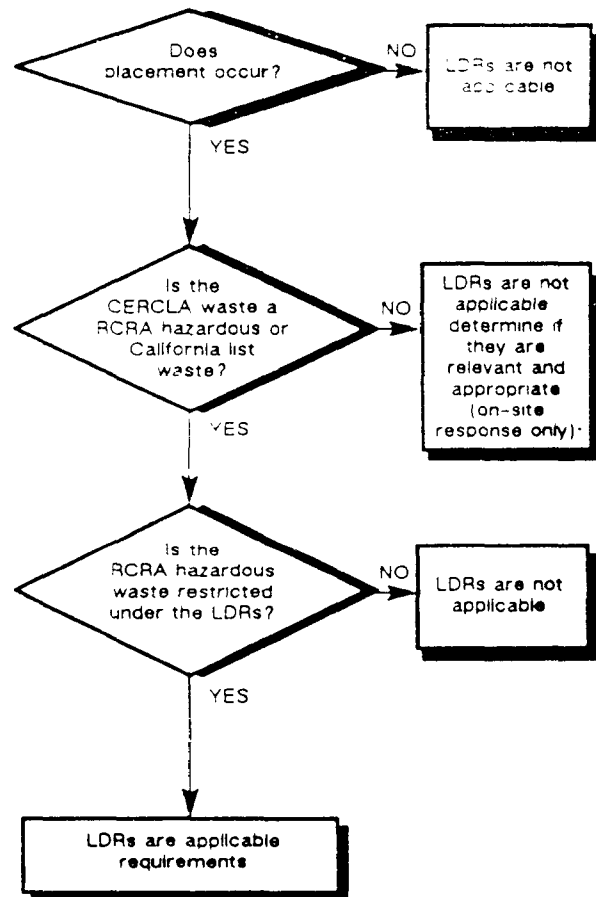 Does
placement occur?
NO
LDRs are not
applicable
YES
Is the
CERCLA waste a
RCRA hazardous or
California list
waste?
NO
LDRs are not
applicable
determine if
they are
relevant and
appropriate
(on-site
response only)*
YES
Is the
RCRA hazardous
waste restricted
under the LDRs?
NO
LDRs are not
applicable
YES
LDRs are applicable
requirements